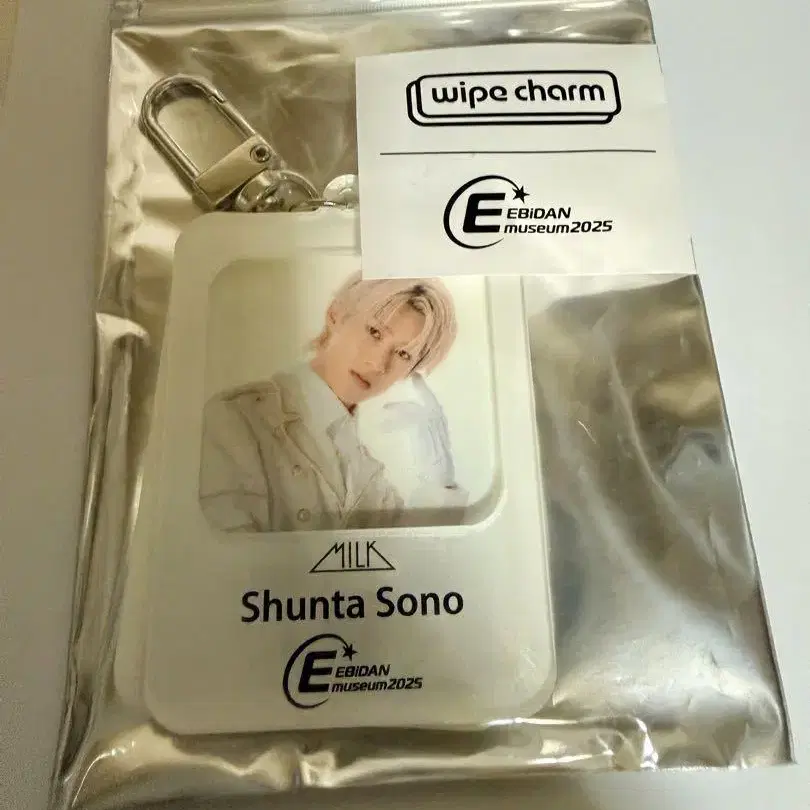 wipe charm
E EBiDAN
museum2025
MILK
Shunta Sono
E EBiDAN
museum2025